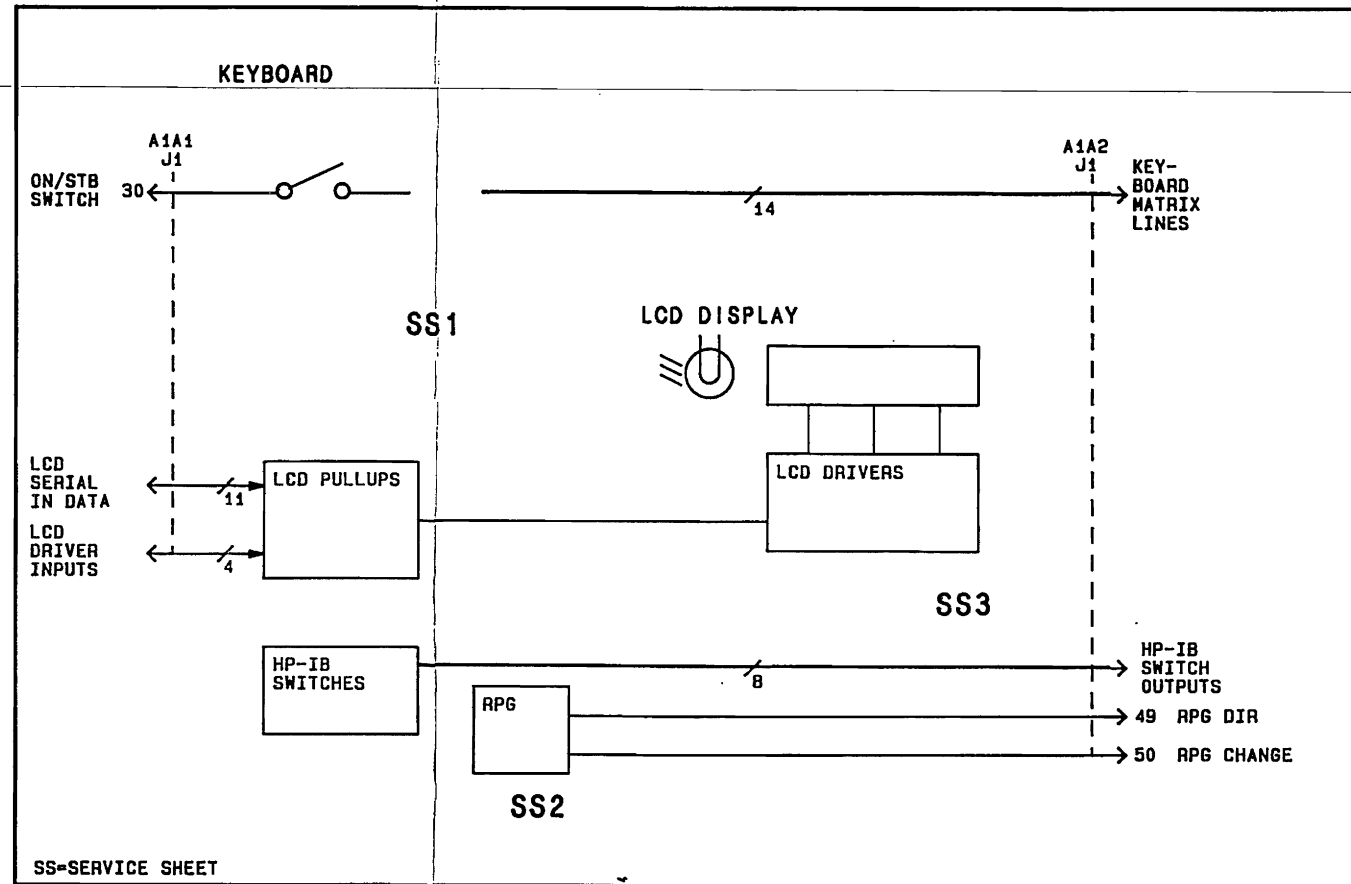 KEYBOARD
A1A1
J1
ON/STB
SWITCH
30
14
A1A2
J1
KEY-
BOARD
MATRIX
LINES
SS1
LCD DISPLAY
LCD
SERIAL
IN DATA
11
LCD PULLUPS
LCD DRIVERS
LCD
DRIVER
INPUTS
4
SS3
HP-IB
SWITCHES
8
HP-IB
SWITCH
OUTPUTS
RPG
49 RPG DIR
50 RPG CHANGE
SS2
SS=SERVICE SHEET